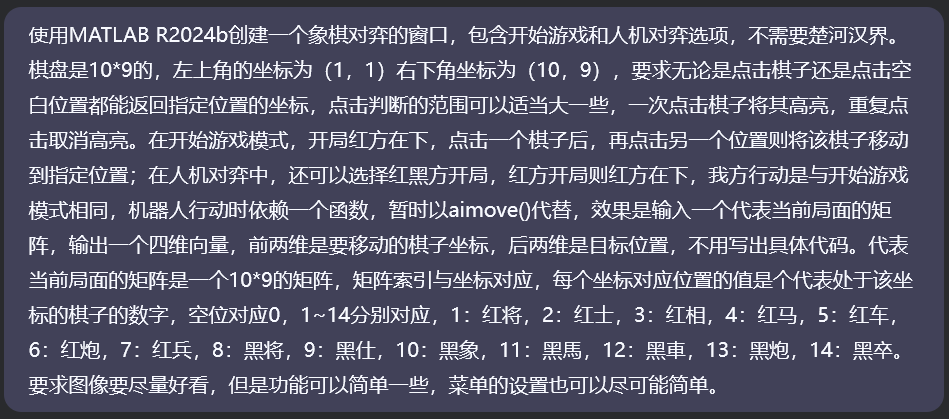 使用MATLAB R2024b创建一个象棋对弈的窗口，包含开始游戏和人机对弈选项，不需要楚河汉界。
棋盘是10*9的，左上角的坐标为（1，1）右下角坐标为（10，9），要求无论是点击棋子还是点击空
白位置都能返回指定位置的坐标，点击判断的范围可以适当大一些，一次点击棋子将其高亮，重复点
击取消高亮。在开始游戏模式，开局红方在下，点击一个棋子后，再点击另一个位置则将该棋子移动
到指定位置；在人机对弈中，还可以选择红黑方开局，红方开局则红方在下，我方行动是与开始游戏
模式相同，机器人行动时依赖一个函数，暂时以aimove()代替，效果是输入一个代表当前局面的矩
阵，输出一个四维向量，前两维是要移动的棋子坐标，后两维是目标位置，不用写出具体代码。代表
当前局面的矩阵是一个10*9的矩阵，矩阵索引与坐标对应，每个坐标对应位置的值是个代表处于该坐
标的棋子的数字，空位对应0，1~14分别对应，1：红将，2：红士，3：红相，4：红马，5：红车，
6：红炮，7：红兵，8：黑将，9：黑仕，10：黑象，11：黑馬，12：黑車，13：黑炮，14：黑卒。
要求图像要尽量好看，但是功能可以简单一些，菜单的设置也可以尽可能简单。